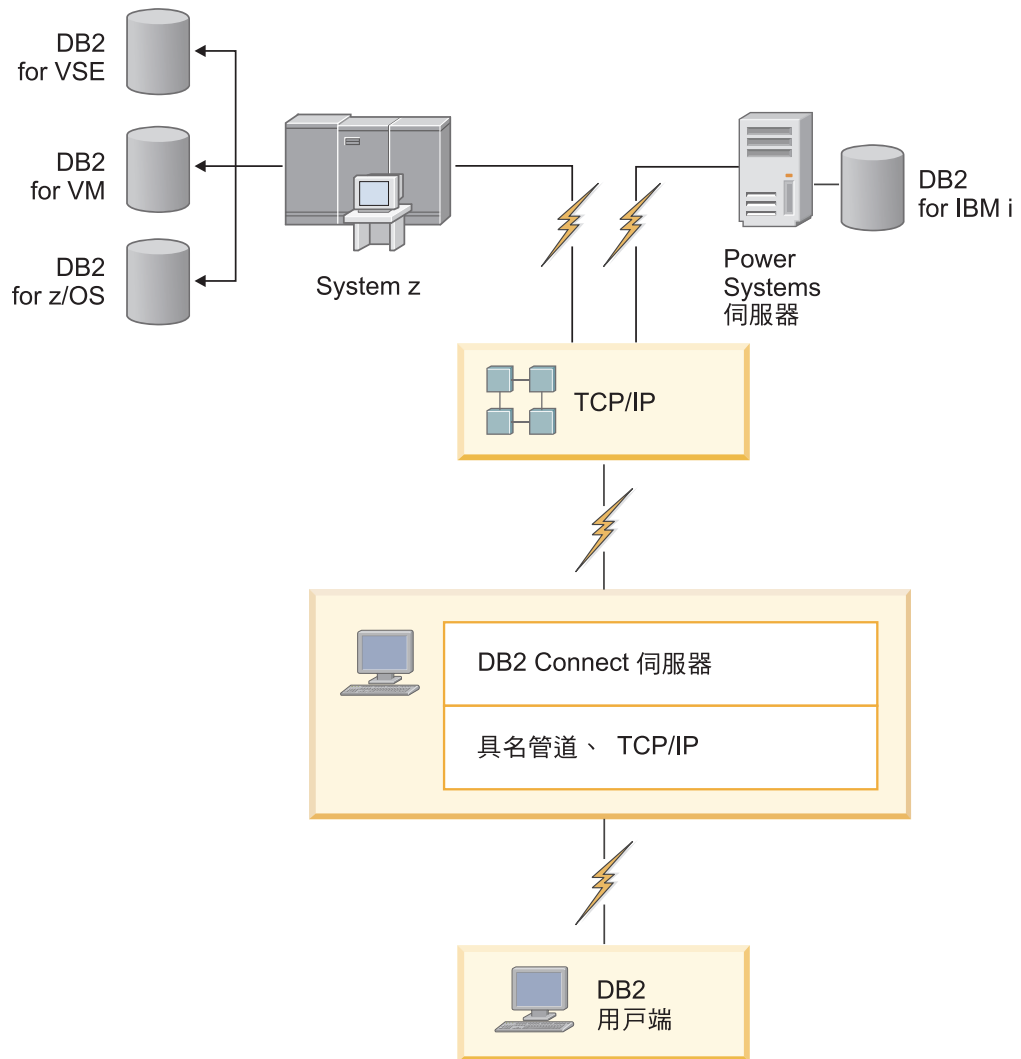 DB2
for VSE
DB2
for VM
DB2
for z/OS
System z
Power
Systems
伺服器
DB2
for IBM i
TCP/IP
DB2 Connect 伺服器
具名管道、 TCP/IP
DB2
用戶端